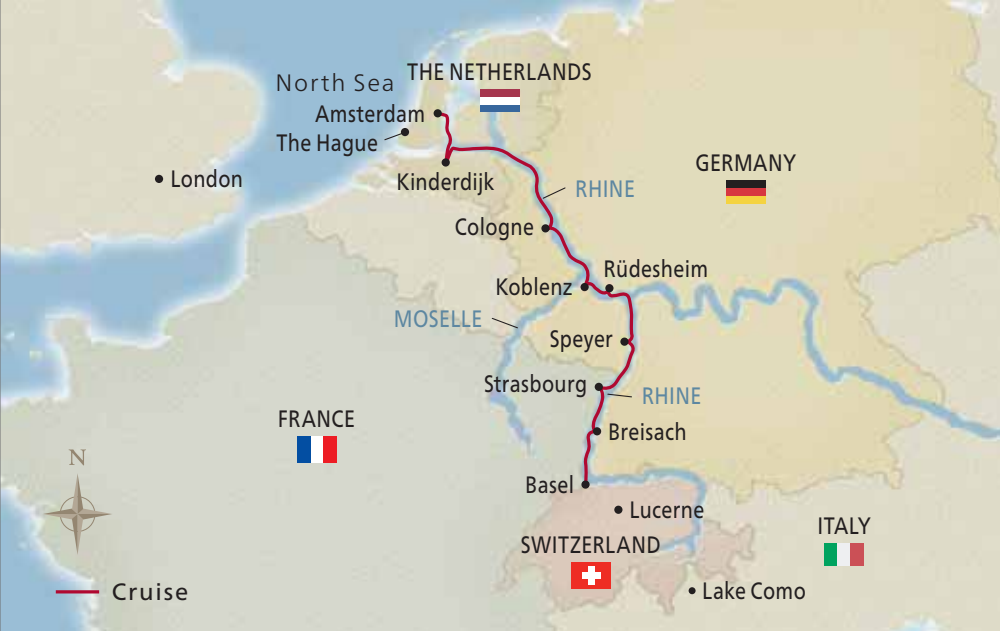 THE NETHERLANDS
North Sea
Amsterdam
The Hague
London
Kinderdijk
GERMANY
RHINE
Cologne
Rüdesheim
Koblenz
MOSELLE
Speyer
Strasbourg
RHINE
FRANCE
Breisach
N
Basel
Lucerne
ITALY
SWITZERLAND
Cruise
Lake Como